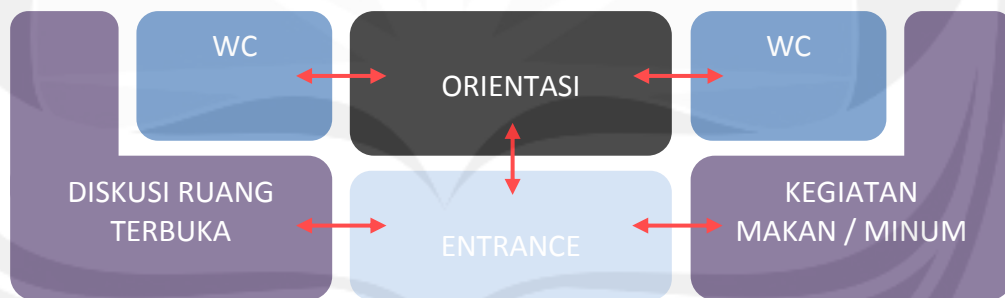 WC
ORIENTASI
WC
DISKUSI RUANG
TERBUKA
ENTRANCE
KEGIATAN
MAKAN / MINUM